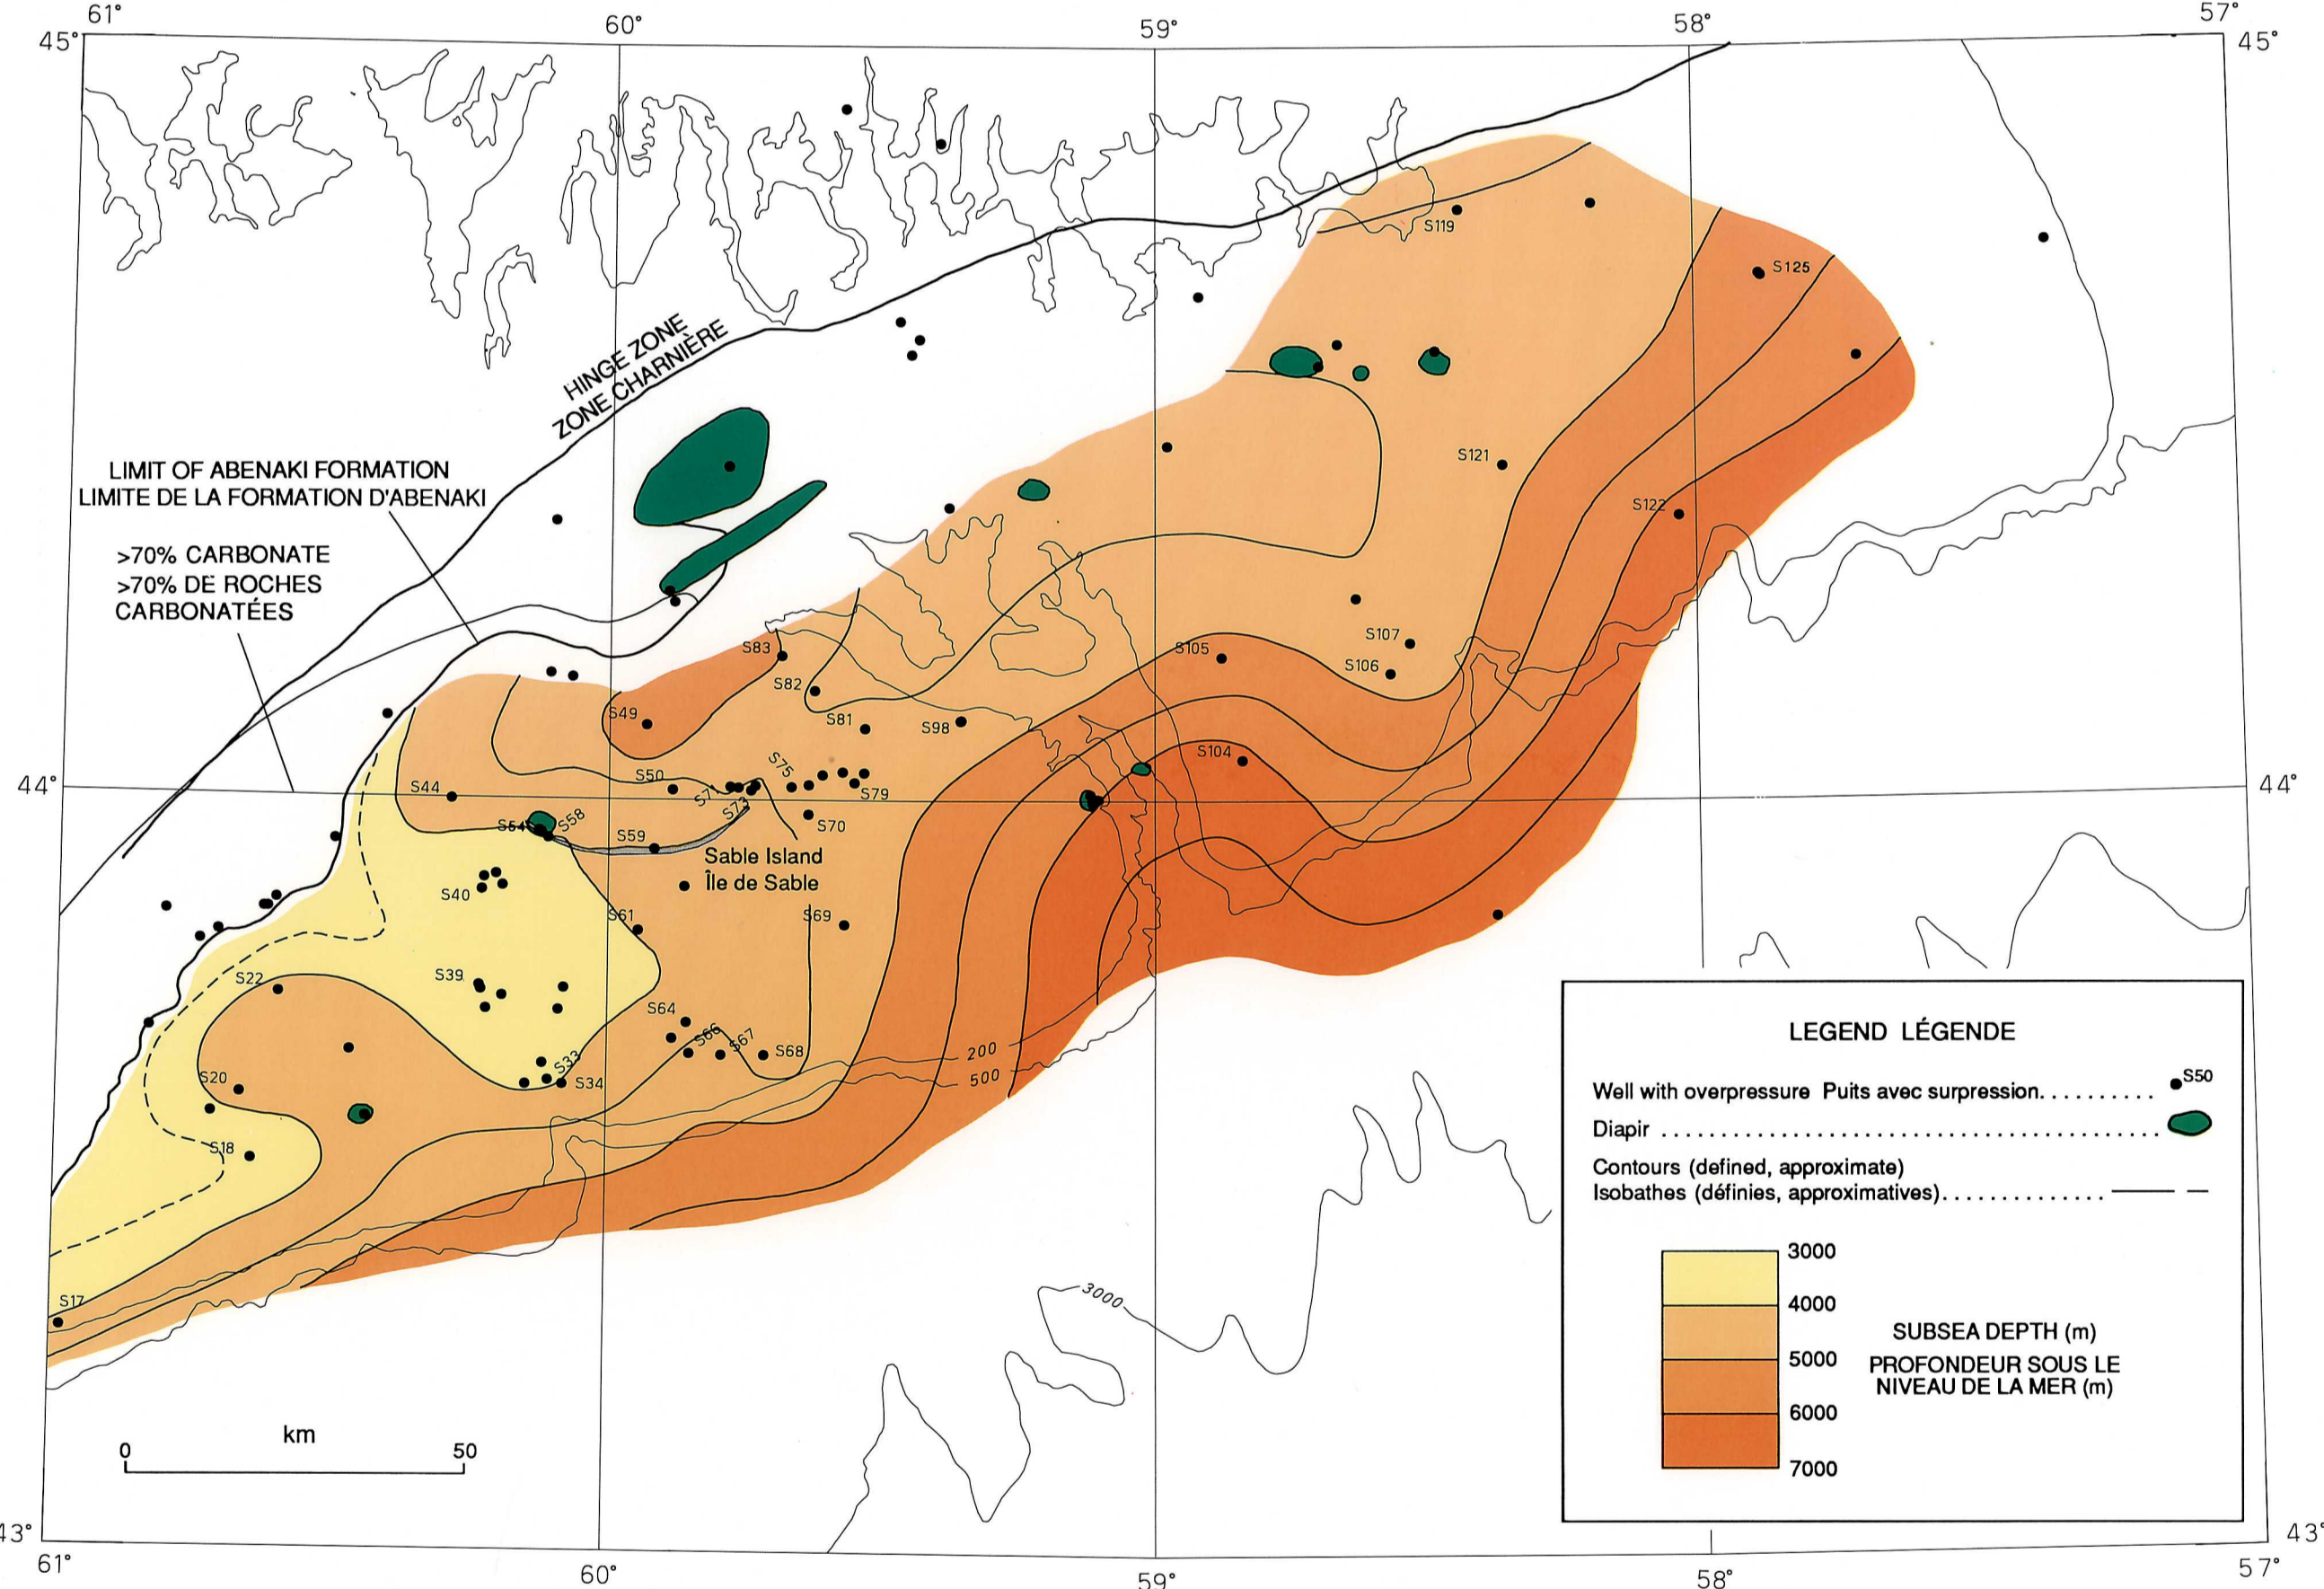 61°
60°
59°
58°
57°
45°
45°
S119
S125
HINGE ZONE
ZONE CHARNIÈRE
LIMIT OF ABENAKI FORMATION
LIMITE DE LA FORMATION D'ABENAKI
S121
S122
>70% CARBONATE
>70% DE ROCHES
CARBONATÉES
S83
S105
S107
S106
S82
S49
S81
S98
S104
S50
S75
44°
S44
S71
S73
S79
44°
S54
S58
S59
S70
Sable Island
Île de Sable
S40
S61
S69
S22
S39
S64
S66
S67
S68
200
500
S20
S33
S34
S18
S17
3000
LEGEND LÉGENDE
Well with overpressure Puits avec surpression..........
S50
Diapir ..........................................
Contours (defined, approximate)
Isobathes (définies, approximatives)..............
3000
4000
5000
6000
7000
SUBSEA DEPTH (m)
PROFONDEUR SOUS LE
NIVEAU DE LA MER (m)
km
0
50
43°
43°
61°
60°
59°
58°
57°